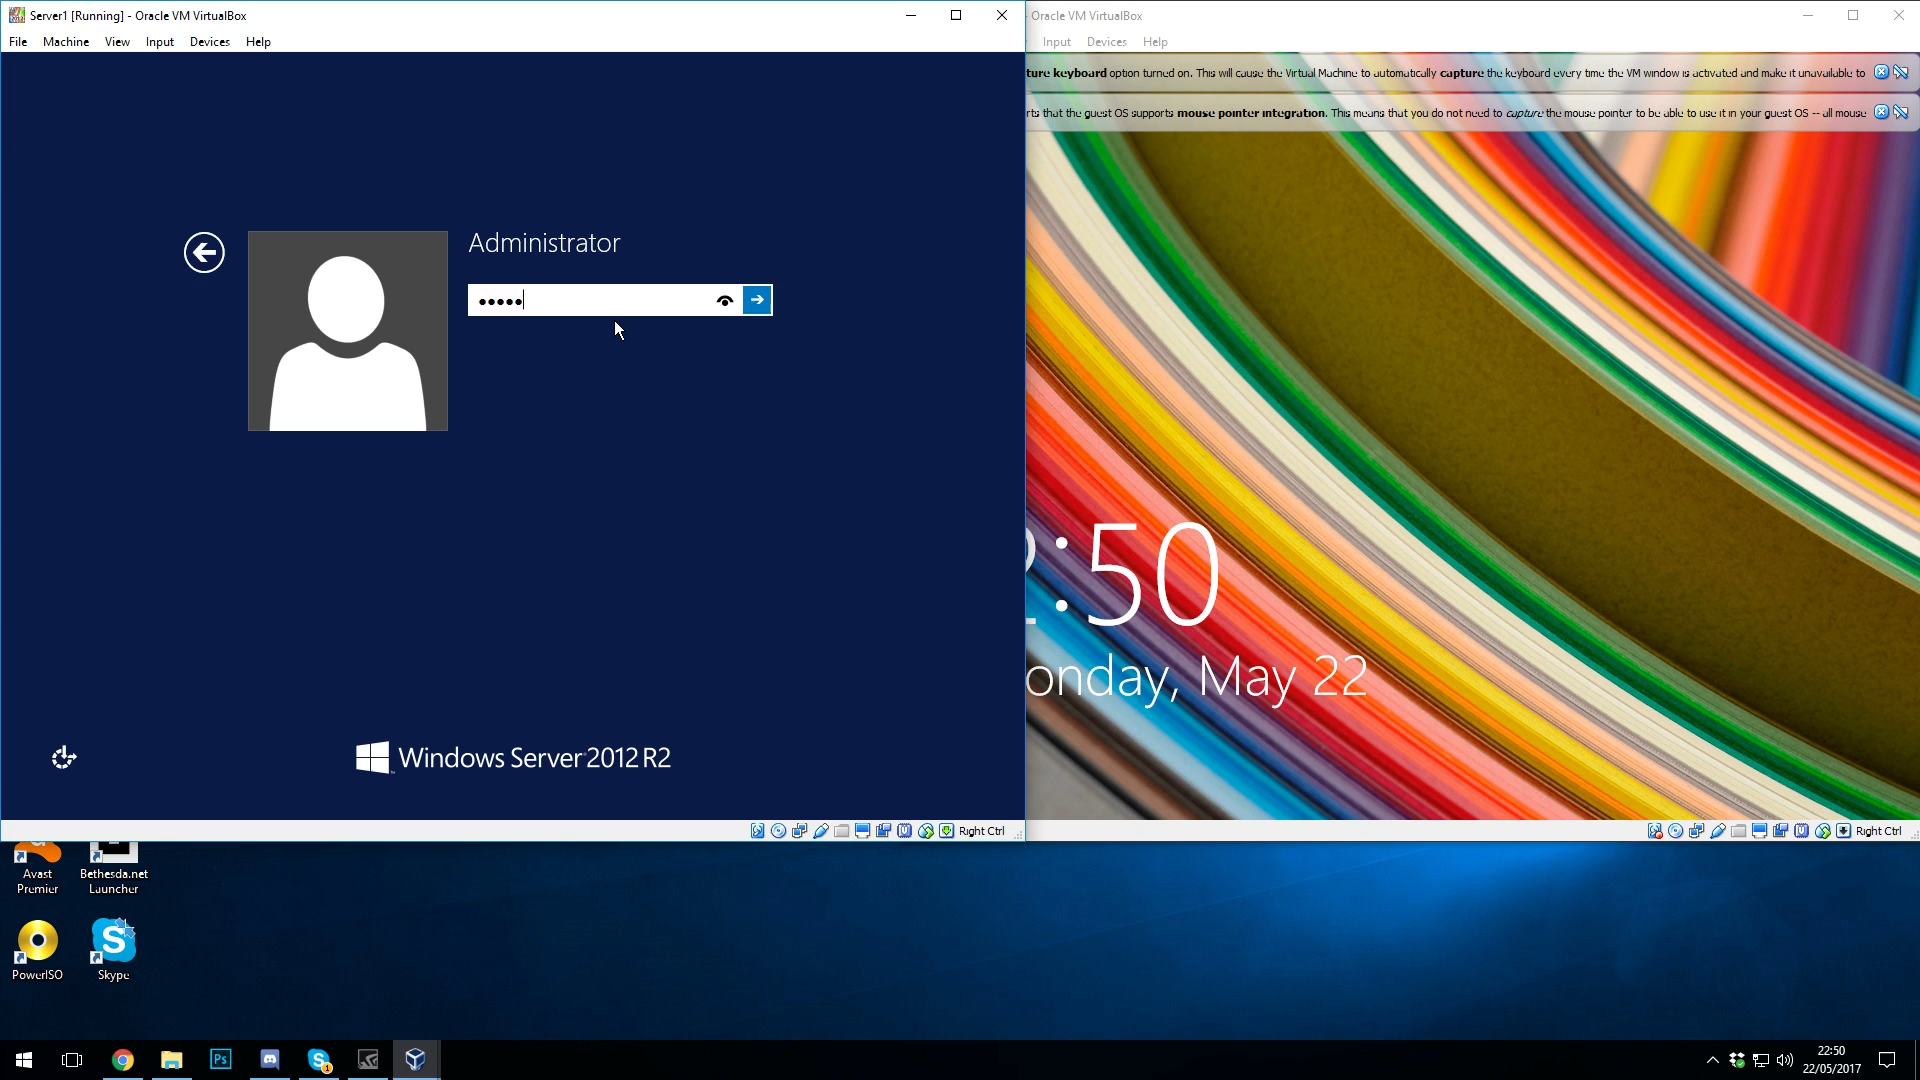 Server1 [Running] - Oracle VM VirtualBox
File Machine View Input Devices Help
Administrator
•••••
Windows Server 2012 R2
Right Ctrl
- Oracle VM VirtualBox
Input Devices Help
ture keyboard option turned on. This will cause the Virtual Machine to automatically capture the keyboard every time the VM window is activated and make it unavailable to
rts that the guest OS supports mouse pointer integration. This means that you do not need to capture the mouse pointer to be able to use it in your guest OS -- all mouse
:50
onday, May 22
Right Ctrl
Avast
Premier
Bethesda.net
Launcher
PowerISO
Skype
Ps
1
22:50
22/05/2017